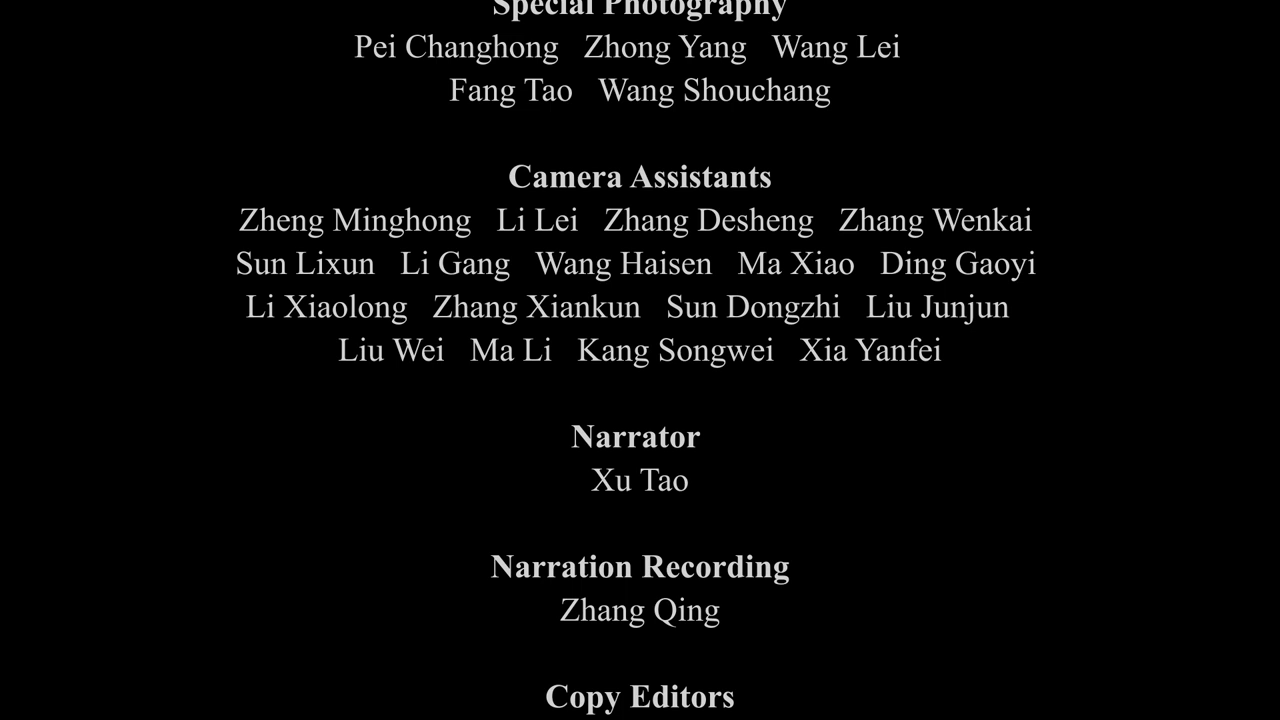 Special Photography
Pei Changhong Zhong Yang Wang Lei
Fang Tao Wang Shouchang
Camera Assistants
Zheng Minghong Li Lei Zhang Desheng Zhang Wenkai
Sun Lixun Li Gang Wang Haisen Ma Xiao Ding Gaoyi
Li Xiaolong Zhang Xiankun Sun Dongzhi Liu Junjun
Liu Wei Ma Li Kang Songwei Xia Yanfei
Narrator
Xu Tao
Narration Recording
Zhang Qing
Copy Editors